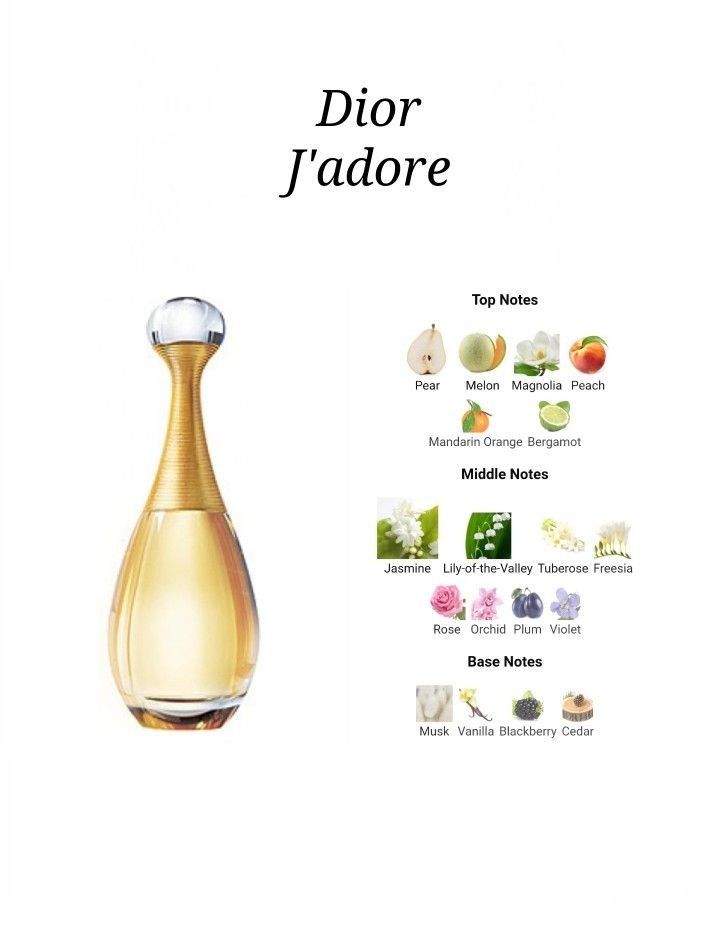 Dior
J'adore
Top Notes
Pear Melon Magnolia Peach
Mandarin Orange Bergamot
Middle Notes
Jasmine Lily-of-the-Valley Tuberose Freesia
Rose Orchid Plum Violet
Base Notes
Musk Vanilla Blackberry Cedar